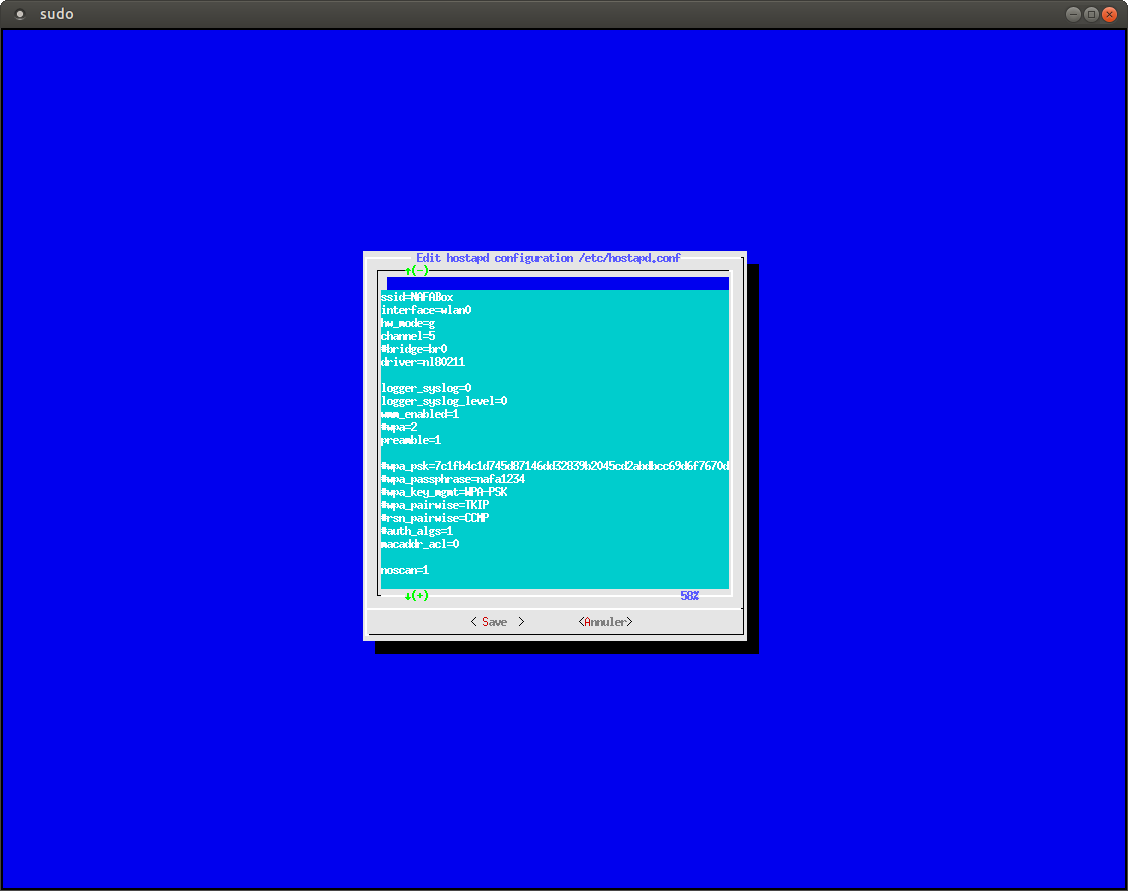 sudo
Edit hostapd configuration /etc/hostapd.conf
↑(-)
ssid=NAFABox
interface=wlan0
hw_mode=g
channel=5
#bridge=br0
driver=nl80211
logger_syslog=0
logger_syslog_level=0
wmm_enabled=1
#wpa=2
preamble=1
#wpa_psk=7c1fb4c1d745d87146dd32839b2045cd2abdbcc69d6f7670d
#wpa_passphrase=nafa1234
#wpa_key_mgmt=WPA-PSK
#wpa_pairwise=TKIP
#rsn_pairwise=CCMP
#auth_algs=1
macaddr_acl=0
noscan=1
↓(+) 58%
< Save > <Annuler>